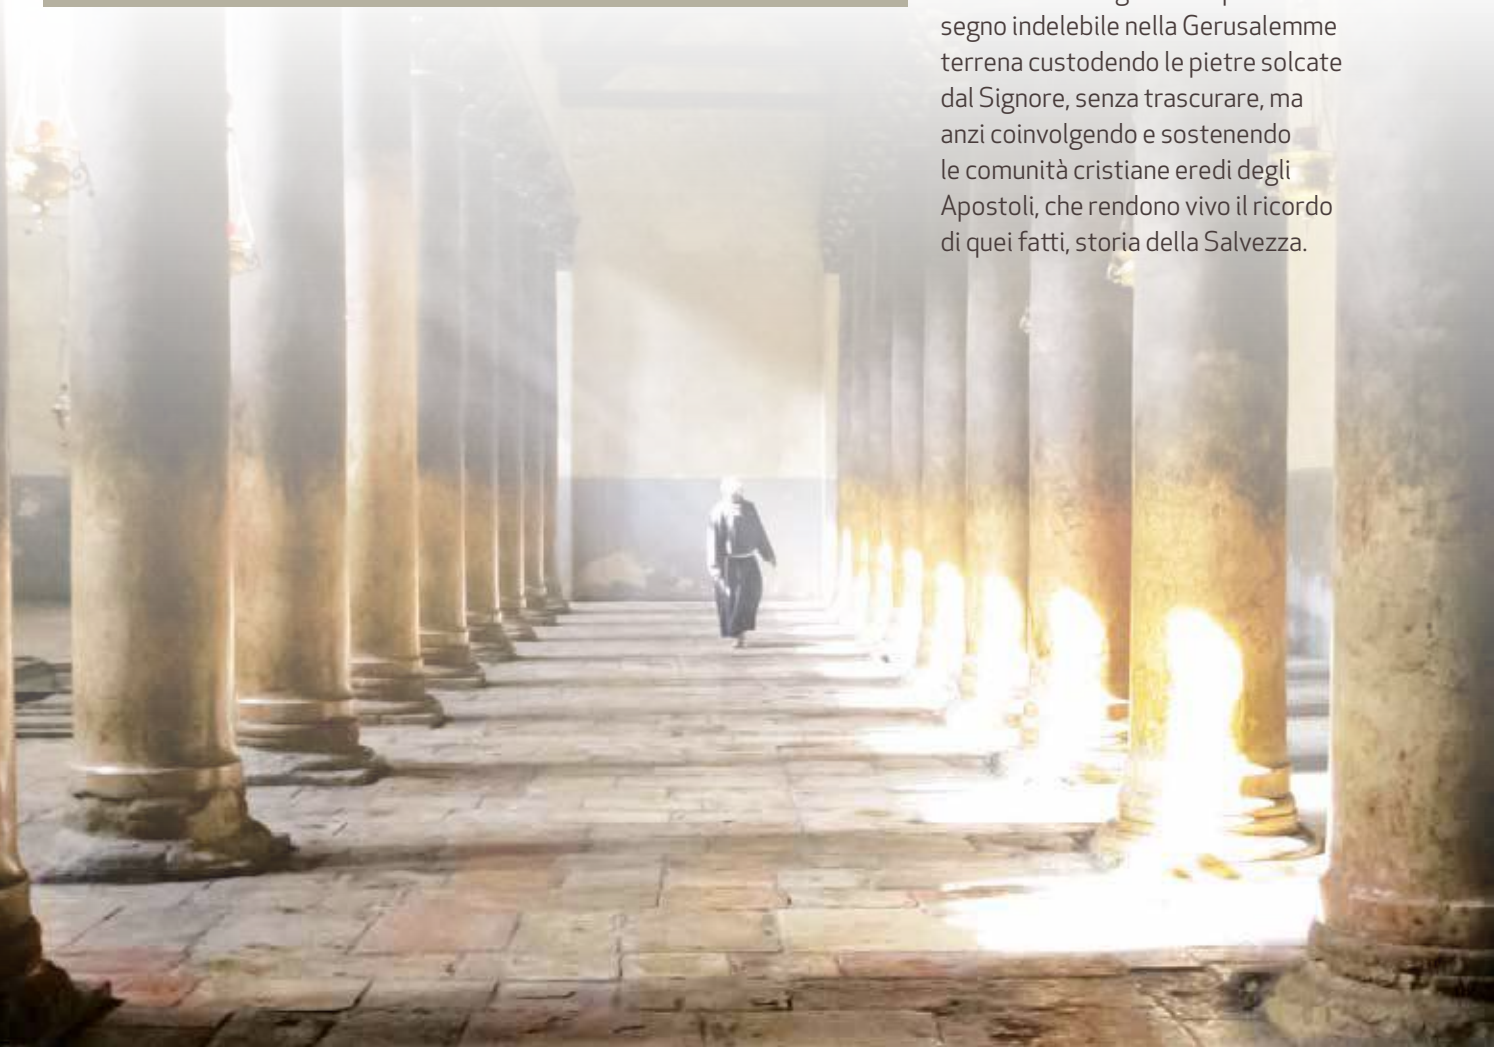 segno indelebile nella Gerusalemme
terrena custodendo le pietre solcate
dal Signore, senza trascurare, ma
anzi coinvolgendo e sostenendo
le comunità cristiane eredi degli
Apostoli, che rendono vivo il ricordo
di quei fatti, storia della Salvezza.